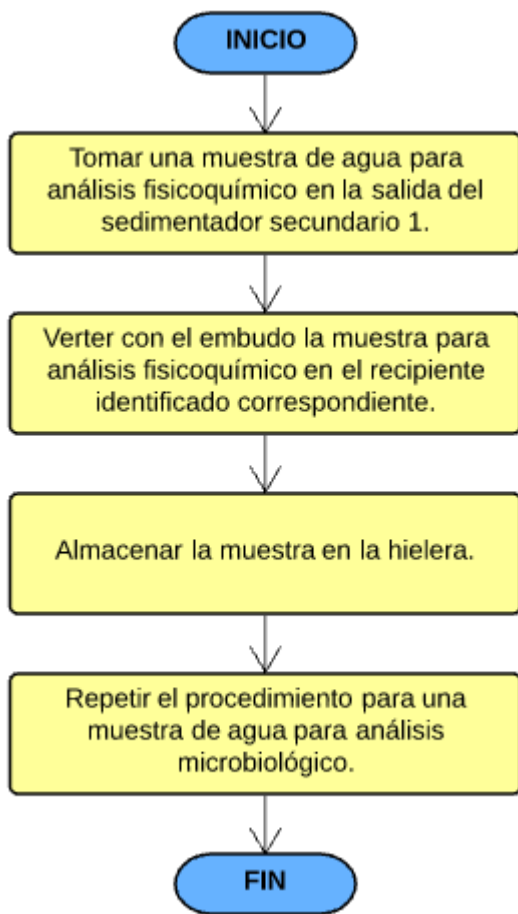 INICIO
Tomar una muestra de agua para
análisis fisicoquímico en la salida del
sedimentador secundario 1.
Verter con el embudo la muestra para
análisis fisicoquímico en el recipiente
identificado correspondiente.
Almacenar la muestra en la hielera.
Repetir el procedimiento para una
muestra de agua para análisis
microbiológico.
FIN